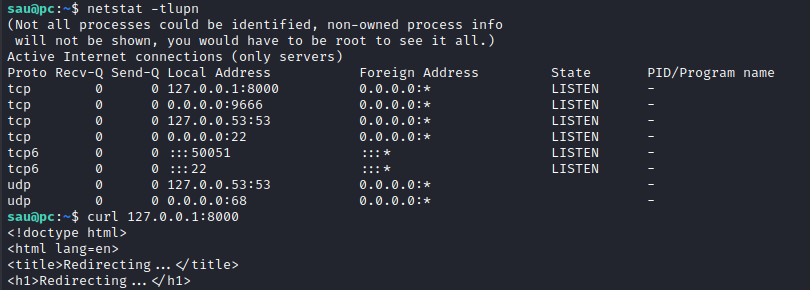 sau@pc:~$ netstat -tlupn
(Not all processes could be identified, non-owned process info
 will not be shown, you would have to be root to see it all.)
Active Internet connections (only servers)
Proto Recv-Q Send-Q Local Address           Foreign Address         State       PID/Program name
tcp        0      0 127.0.0.1:8000          0.0.0.0:*               LISTEN      -
tcp        0      0 0.0.0.0:9666            0.0.0.0:*               LISTEN      -
tcp        0      0 127.0.0.53:53           0.0.0.0:*               LISTEN      -
tcp        0      0 0.0.0.0:22              0.0.0.0:*               LISTEN      -
tcp6       0      0 :::50051                :::*                    LISTEN      -
tcp6       0      0 :::22                   :::*                    LISTEN      -
udp        0      0 127.0.0.53:53           0.0.0.0:*                           -
udp        0      0 0.0.0.0:68              0.0.0.0:*                           -
sau@pc:~$ curl 127.0.0.1:8000
<!doctype html>
<html lang=en>
<title>Redirecting...</title>
<h1>Redirecting...</h1>